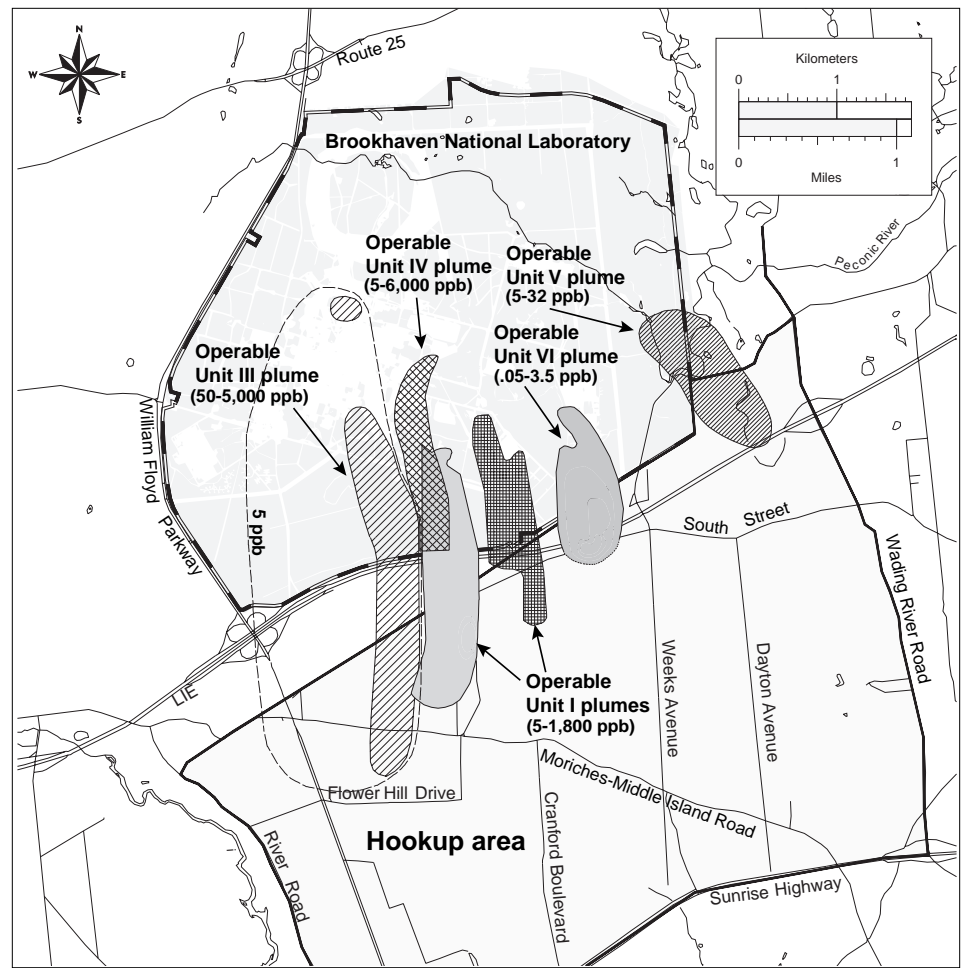 N
W
E
S
Route 25
Kilometers
0
1
0
1
Miles
Brookhaven National Laboratory
Peconic River
Operable
Unit IV plume
(5-6,000 ppb)
Operable
Unit V plume
(5-32 ppb)
Operable
Unit VI plume
(.05-3.5 ppb)
Operable
Unit III plume
(50-5,000 ppb)
William Floyd
Parkway
5 ppb
South Street
Wading River Road
LIE
Operable
Unit I plumes
(5-1,800 ppb)
Weeks Avenue
Dayton Avenue
Moriches-Middle Island Road
Flower Hill Drive
Hookup area
Cranford Boulevard
River Road
Sunrise Highway